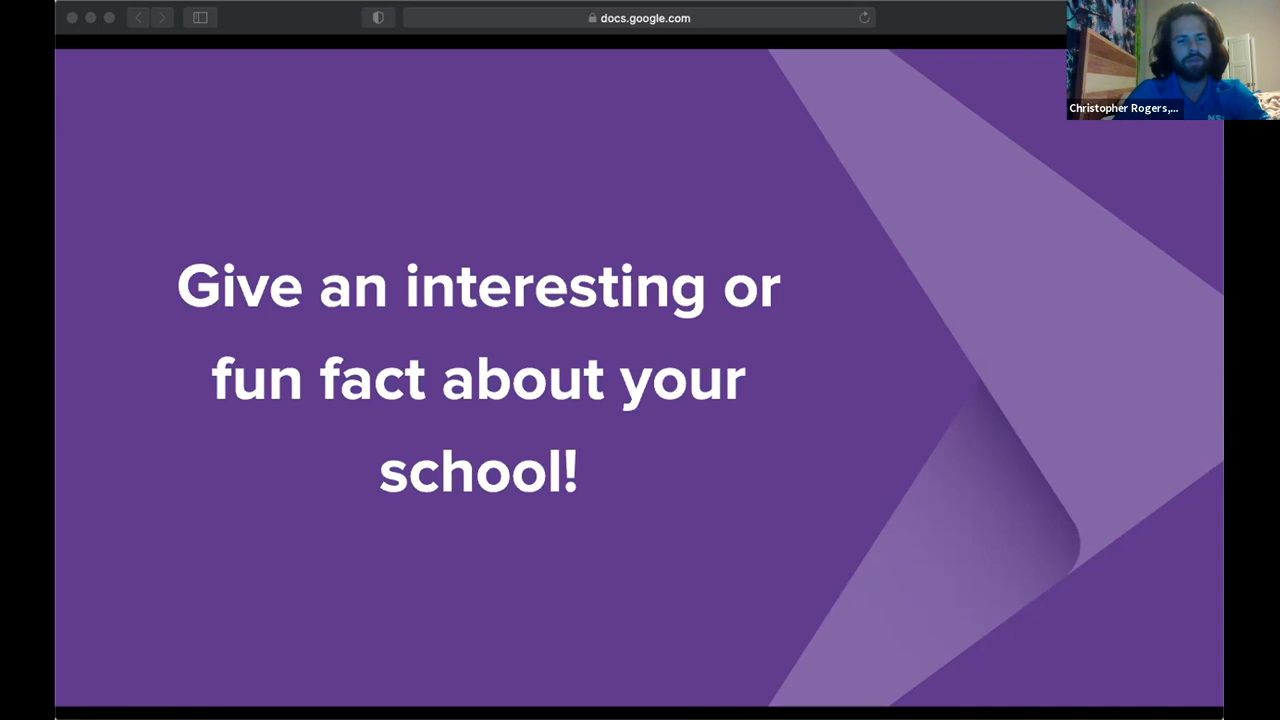 docs.google.com
Christopher Rogers,...
Give an interesting or
fun fact about your
school!